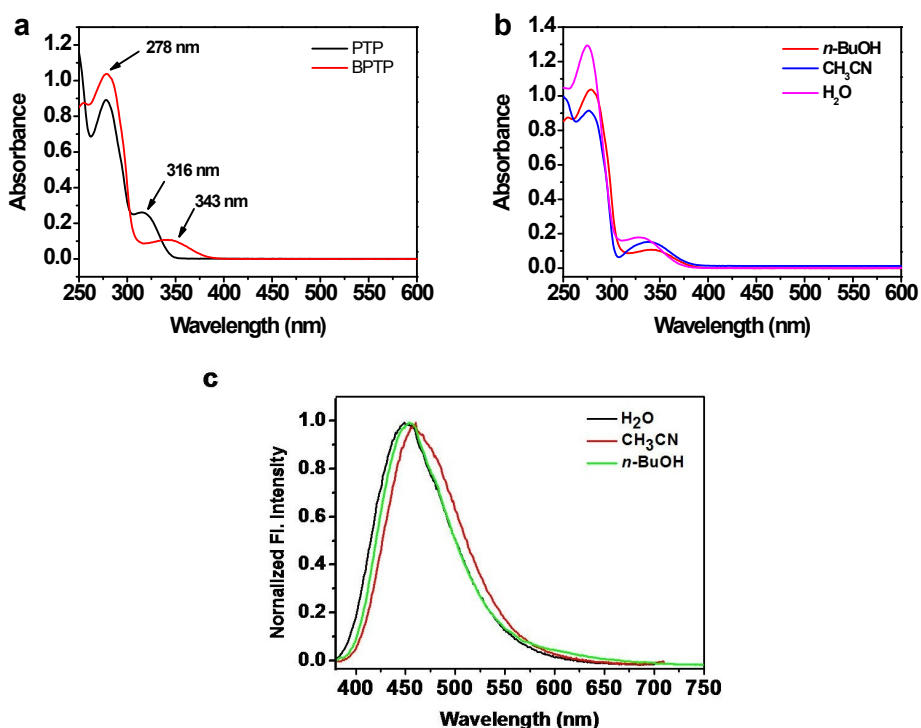 a
PTP
BPTP
278 nm
316 nm
343 nm
Absorbance
1.2
1.0
0.8
0.6
0.4
0.2
0.0
250 300 350 400 450 500 550 600
Wavelength (nm)
b
n-BuOH
CH₃CN
H₂O
Absorbance
1.4
1.2
1.0
0.8
0.6
0.4
0.2
0.0
250 300 350 400 450 500 550 600
Wavelength (nm)
c
H₂O
CH₃CN
n-BuOH
Nornalized Fl. Intensity
1.0
0.8
0.6
0.4
0.2
0.0
400 450 500 550 600 650 700 750
Wavelength (nm)